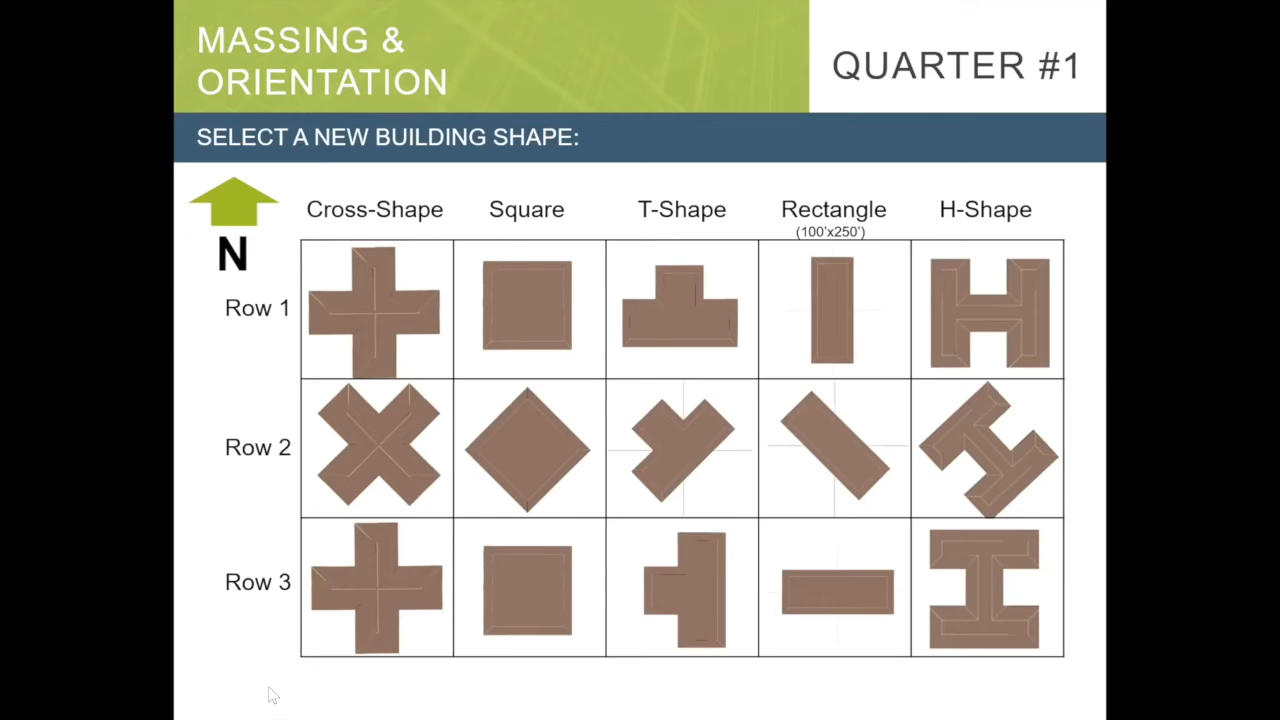 MASSING &
ORIENTATION
QUARTER #1
SELECT A NEW BUILDING SHAPE:
N
Cross-Shape
Square
T-Shape
Rectangle
(100'x250')
H-Shape
Row 1
Row 2
Row 3